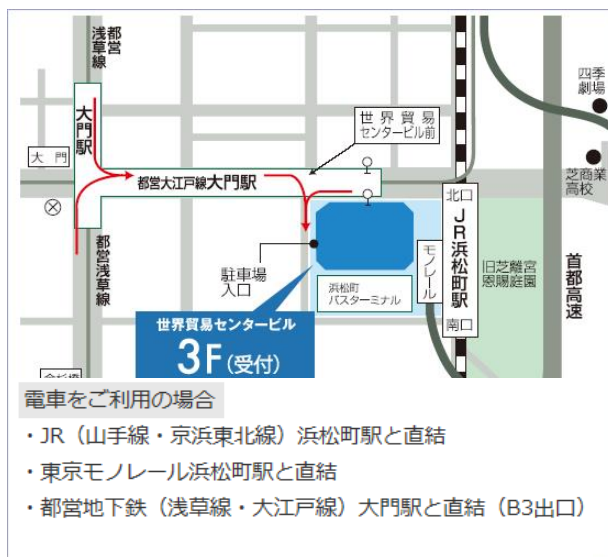 都営
浅草線
四季
劇場
大門駅
世界貿易
センタービル前
大門
都営大江戸線大門駅
芝商業
高校
北口
JR浜松町駅
南口
モノレール
旧芝離宮
恩賜庭園
首都高速
都営浅草線
駐車場
入口
浜松町
バスターミナル
世界貿易センタービル
3F(受付)
電車をご利用の場合
・JR(山手線・京浜東北線)浜松町駅と直結
・東京モノレール浜松町駅と直結
・都営地下鉄(浅草線・大江戸線)大門駅と直結(B3出口)